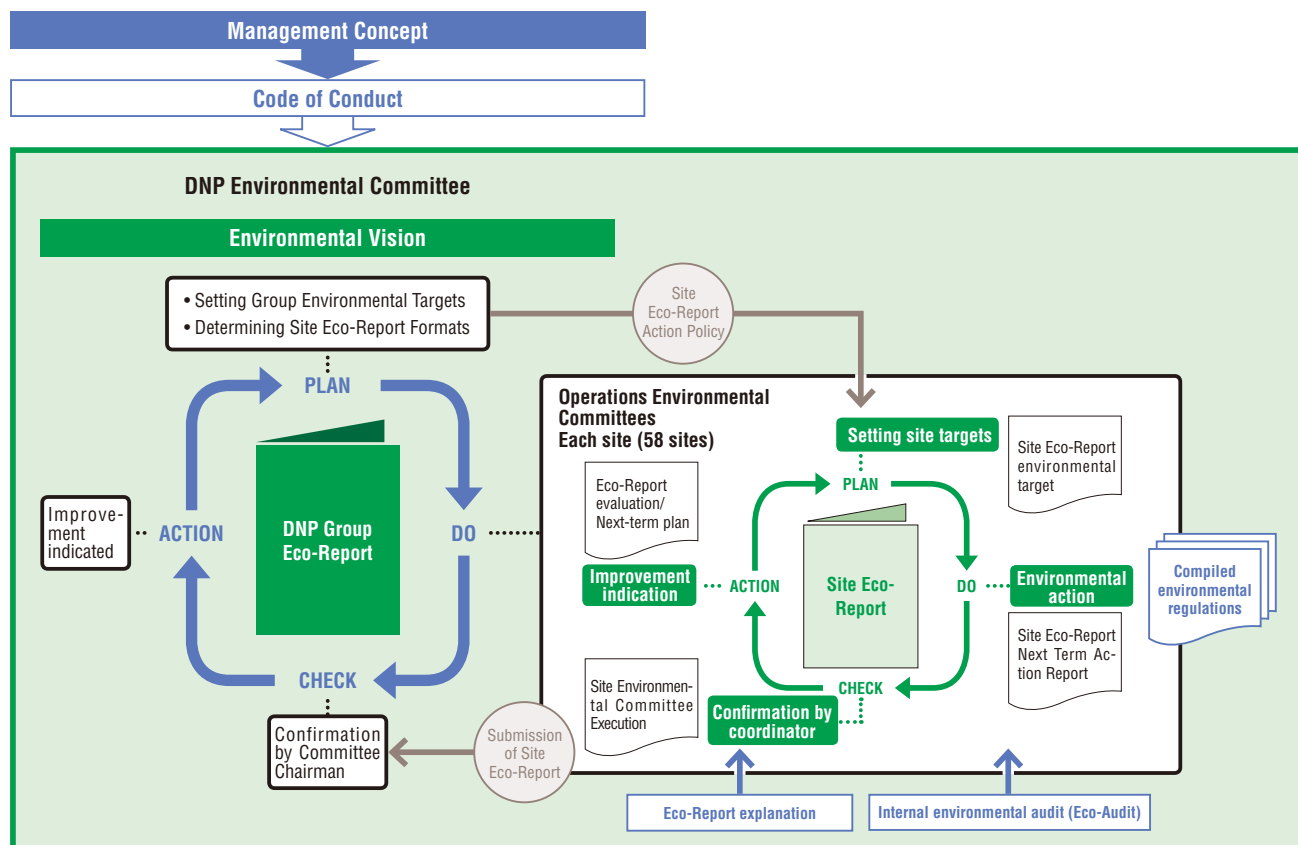 Management Concept
Code of Conduct
DNP Environmental Committee
Environmental Vision
• Setting Group Environmental Targets
• Determining Site Eco-Report Formats
Site
Eco-Report
Action Policy
PLAN
DO
CHECK
ACTION
DNP Group
Eco-Report
Improve-
ment
indicated
Confirmation
by Committee
Chairman
Submission
of Site
Eco-Report
Operations Environmental
Committees
Each site (58 sites)
Setting site targets
Site Eco-Report
environmental
target
Eco-Report
evaluation/
Next-term plan
PLAN
Improvement
indication
ACTION
Site Eco-
Report
DO
Environmental
action
Compiled
environmental
regulations
Site Eco-Report
Next Term Ac-
tion Report
CHECK
Site Environmen-
tal Committee
Execution
Confirmation by
coordinator
Eco-Report explanation
Internal environmental audit (Eco-Audit)